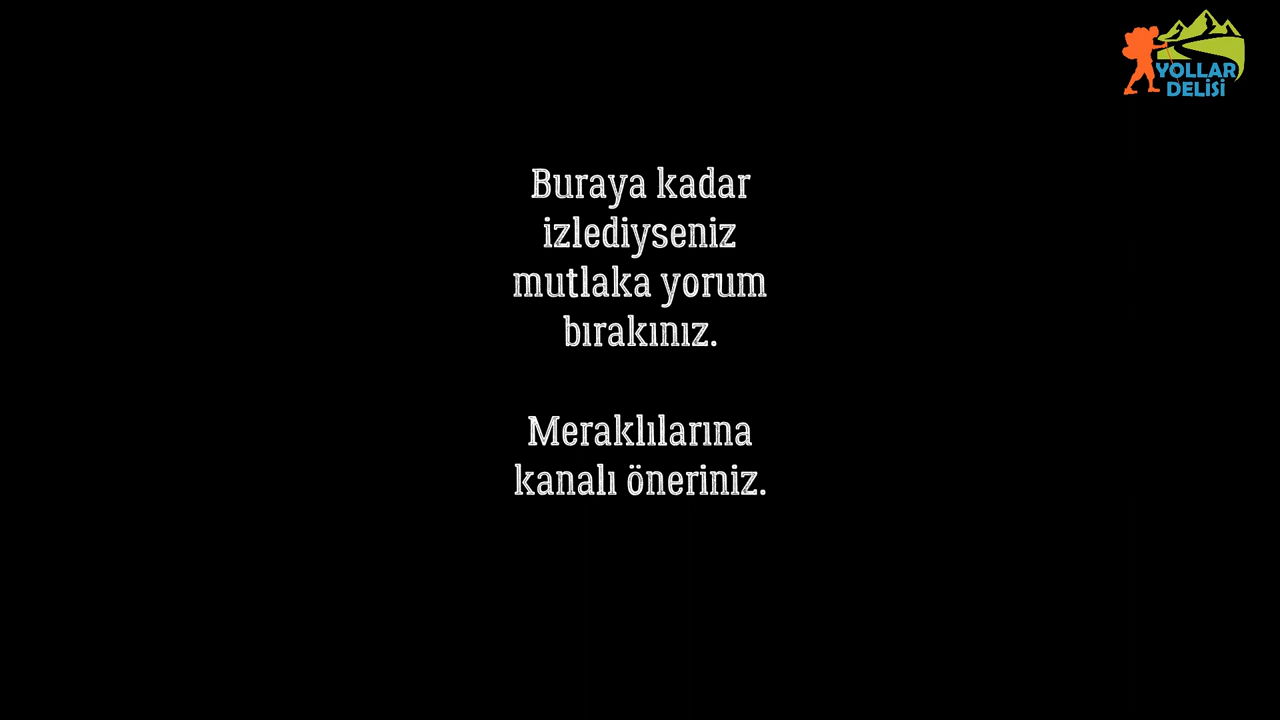 YOLLAR
DELİSİ
Buraya kadar
izlediyseniz
mutlaka yorum
bırakınız.
Meraklılarına
kanalı öneriniz.